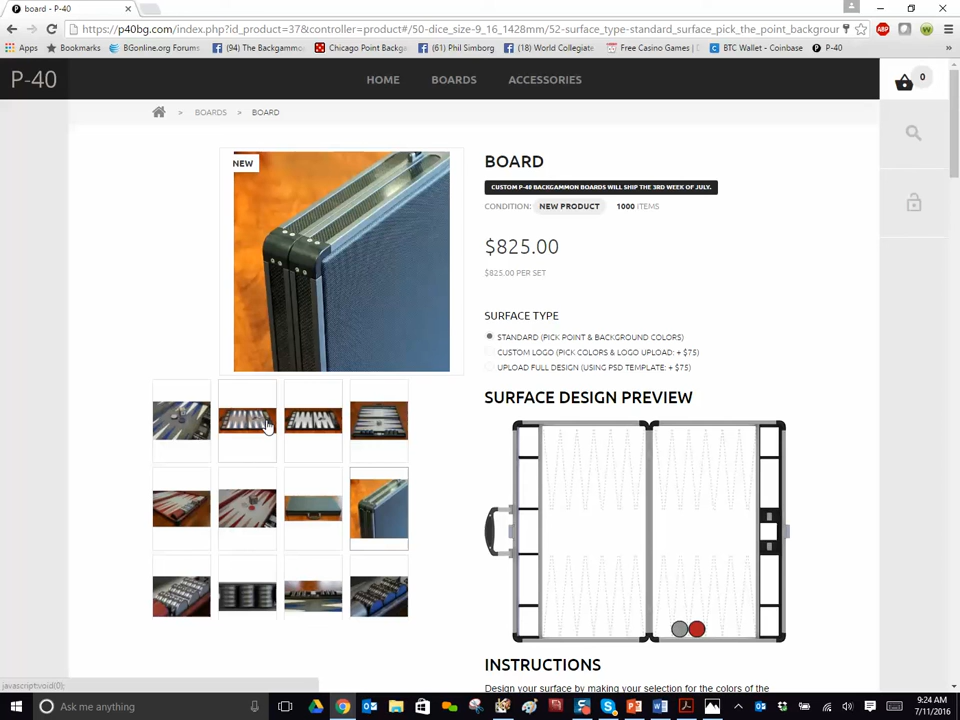 board - P-40
https://p40bg.com/index.php?id_product=37&controller=product#/50-dice_size-9_16_1428mm/52-surface_type-standard_surface_pick_the_point_backgrour
Apps
Bookmarks
BGonline.org Forums
(94) The Backgammo
Chicago Point Backga
(61) Phil Simborg
(18) World Collegiate
Free Casino Games |
BTC Wallet - Coinbase
P-40
P-40
HOME
BOARDS
ACCESSORIES
0
> BOARDS > BOARD
NEW
BOARD
CUSTOM P-40 BACKGAMMON BOARDS WILL SHIP THE 3RD WEEK OF JULY.
CONDITION: NEW PRODUCT 1000 ITEMS
$825.00
$825.00 PER SET
SURFACE TYPE
STANDARD (PICK POINT & BACKGROUND COLORS)
CUSTOM LOGO (PICK COLORS & LOGO UPLOAD: + $75)
UPLOAD FULL DESIGN (USING PSD TEMPLATE: + $75)
SURFACE DESIGN PREVIEW
INSTRUCTIONS
Design your surface by making your selection for the colors of the
javascript:void(0);
Ask me anything
9:24 AM
7/11/2016